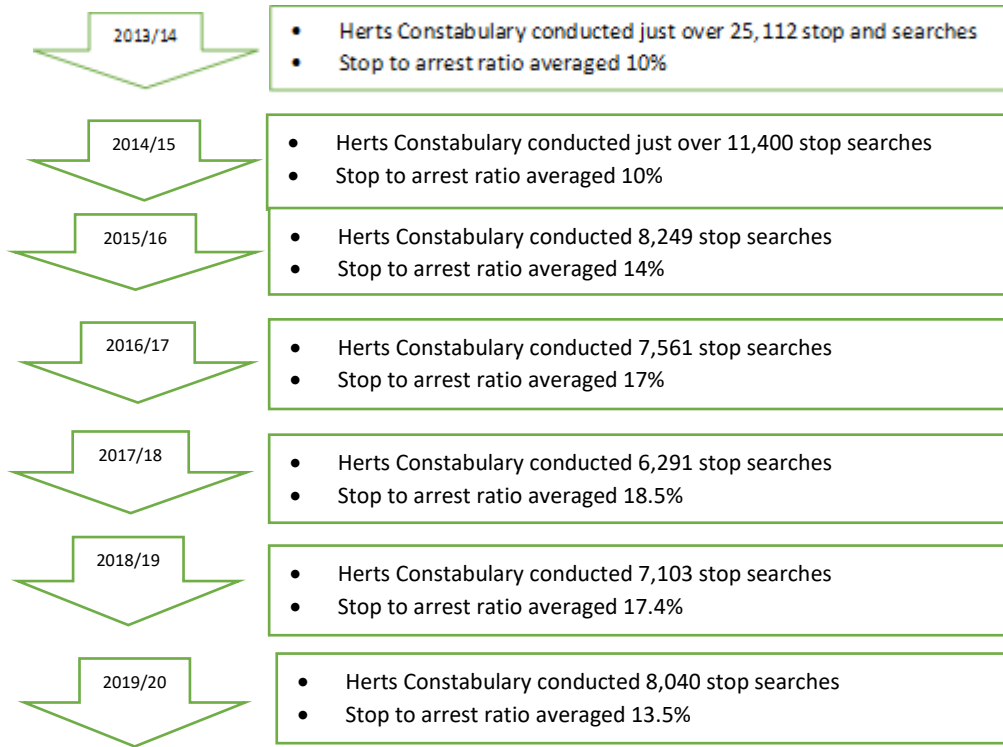 2013/14
• Herts Constabulary conducted just over 25,112 stop and searches
• Stop to arrest ratio averaged 10%
2014/15
• Herts Constabulary conducted just over 11,400 stop searches
• Stop to arrest ratio averaged 10%
2015/16
• Herts Constabulary conducted 8,249 stop searches
• Stop to arrest ratio averaged 14%
2016/17
• Herts Constabulary conducted 7,561 stop searches
• Stop to arrest ratio averaged 17%
2017/18
• Herts Constabulary conducted 6,291 stop searches
• Stop to arrest ratio averaged 18.5%
2018/19
• Herts Constabulary conducted 7,103 stop searches
• Stop to arrest ratio averaged 17.4%
2019/20
• Herts Constabulary conducted 8,040 stop searches
• Stop to arrest ratio averaged 13.5%